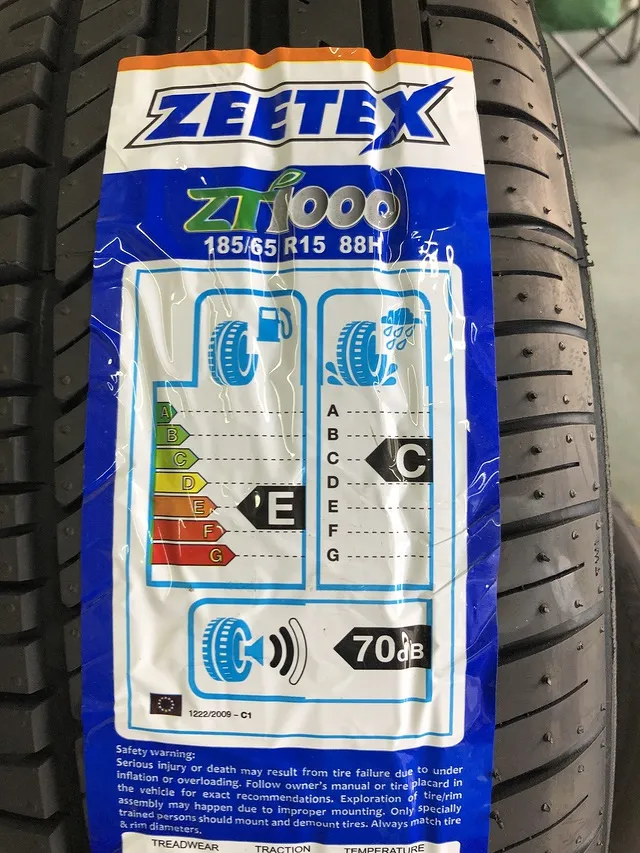 ZEETEX
ZT1000
185/65 R15 88H
A
B
C
D
E
F
G
E
A
B
C
D
E
F
G
C
70dB
1222/2009 – C1
Safety warning:
Serious injury or death may result from tire failure due to under
inflation or overloading. Follow owner's manual or tire placard in
the vehicle for exact recommendations. Exploration of tire/rim
assembly may happen due to improper mounting. Only specially
trained persons should mount and demount tires. Always match tire
& rim diameters.
TREADWEAR TRACTION TEMPERATURE